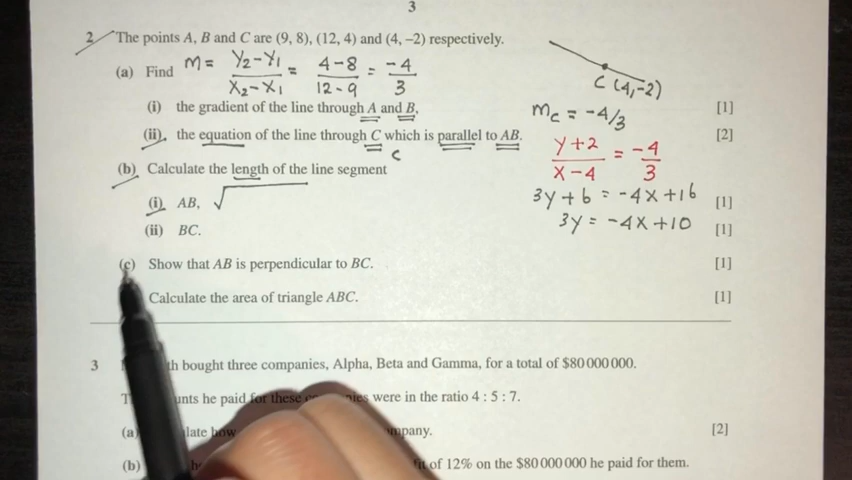 3
2 The points A, B and C are (9, 8), (12, 4) and (4, –2) respectively.
(a) Find M = Y₂-Y₁ / X₂-X₁ = 4-8 / 12-9 = -4 / 3
C (4,-2)
(i) the gradient of the line through A and B, [1]
m_c = -4/3
(ii) the equation of the line through C which is parallel to AB. [2]
C
y+2 / x-4 = -4 / 3
(b) Calculate the length of the line segment
3y+6 = -4x+16
(i) AB, √ [1]
3y = -4x+10
(ii) BC. [1]
(c) Show that AB is perpendicular to BC. [1]
Calculate the area of triangle ABC. [1]
3 th bought three companies, Alpha, Beta and Gamma, for a total of $80 000 000.
unts he paid for these companies were in the ratio 4 : 5 : 7.
(a) late how mpany. [2]
(b) fit of 12% on the $80 000 000 he paid for them.